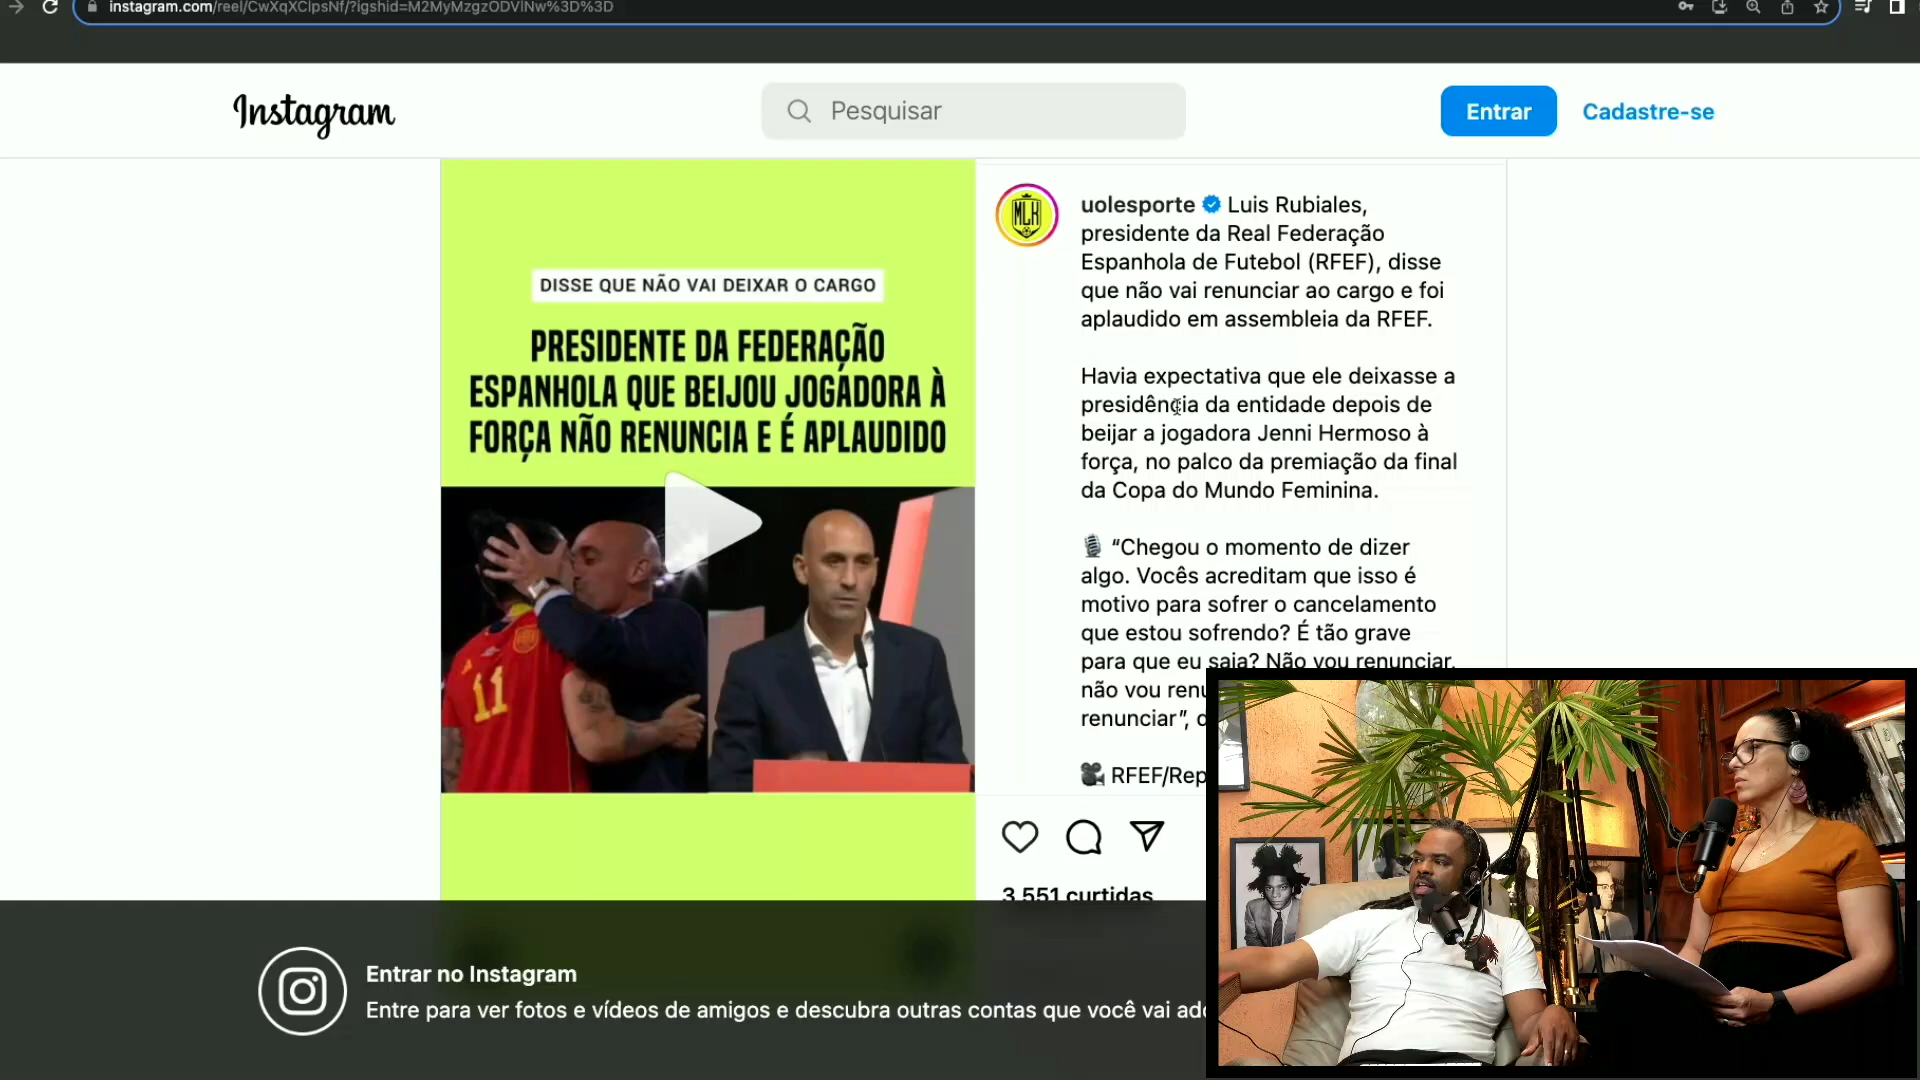 instagram.com/reel/CwXqXCIpsNf/?igshid=M2MyMzgzODViNw%3D%3D
Instagram
Pesquisar
Entrar
Cadastre-se
DISSE QUE NÃO VAI DEIXAR O CARGO
PRESIDENTE DA FEDERAÇÃO
ESPANHOLA QUE BEIJOU JOGADORA À
FORÇA NÃO RENUNCIA E É APLAUDIDO
11
MLK
uolesporte Luis Rubiales,
presidente da Real Federação
Espanhola de Futebol (RFEF), disse
que não vai renunciar ao cargo e foi
aplaudido em assembleia da RFEF.
Havia expectativa que ele deixasse a
presidência da entidade depois de
beijar a jogadora Jenni Hermoso à
força, no palco da premiação da final
da Copa do Mundo Feminina.
🎙️ “Chegou o momento de dizer
algo. Vocês acreditam que isso é
motivo para sofrer o cancelamento
que estou sofrendo? É tão grave
para que eu saia? Não vou renunciar,
não vou renu
renunciar”, d
🎥 RFEF/Rep
3.551 curtidas
Entrar no Instagram
Entre para ver fotos e vídeos de amigos e descubra outras contas que você vai ado